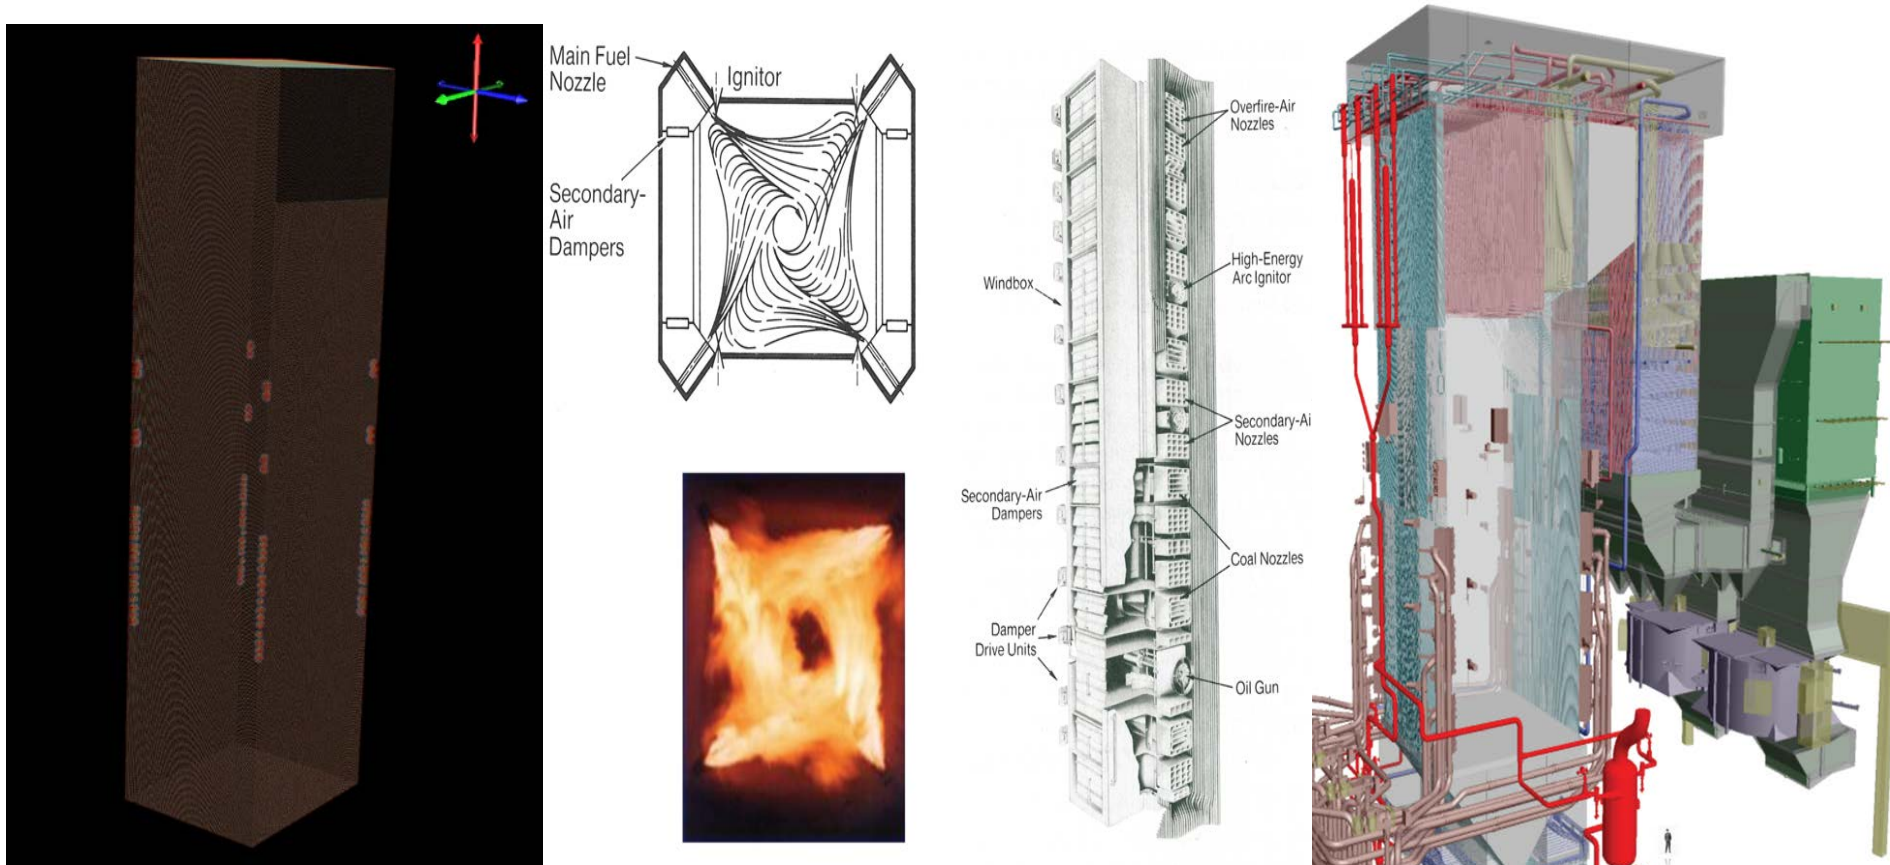 Main Fuel
Nozzle
Ignitor
Secondary-
Air
Dampers
Overfire-Air
Nozzles
High-Energy
Arc Ignitor
Windbox
Secondary-Ai
Nozzles
Secondary-Air
Dampers
Coal Nozzles
Damper
Drive Units
Oil Gun